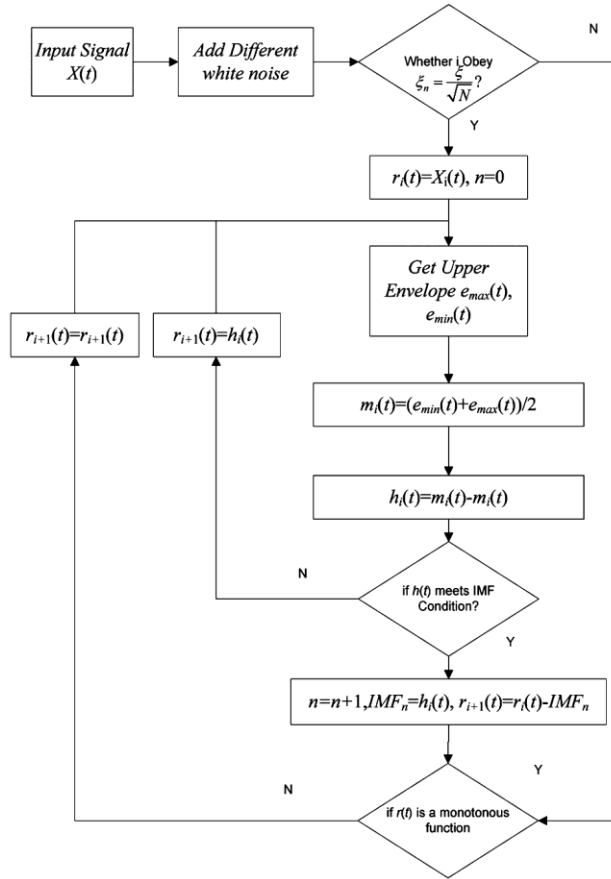 Input Signal
X(t)
Add Different
white noise
N
Whether i Obey
ξₙ = ξ/√N ?
Y
rᵢ(t)=Xᵢ(t), n=0
Get Upper
Envelope eₘₐₓ(t),
eₘᵢₙ(t)
rᵢ₊₁(t)=rᵢ₊₁(t)
rᵢ₊₁(t)=hᵢ(t)
mᵢ(t)=(eₘᵢₙ(t)+eₘₐₓ(t))/2
hᵢ(t)=mᵢ(t)-mᵢ(t)
N
if h(t) meets IMF
Condition?
Y
n=n+1,IMFₙ=hᵢ(t), rᵢ₊₁(t)=rᵢ(t)-IMFₙ
N
Y
if r(t) is a monotonous
function